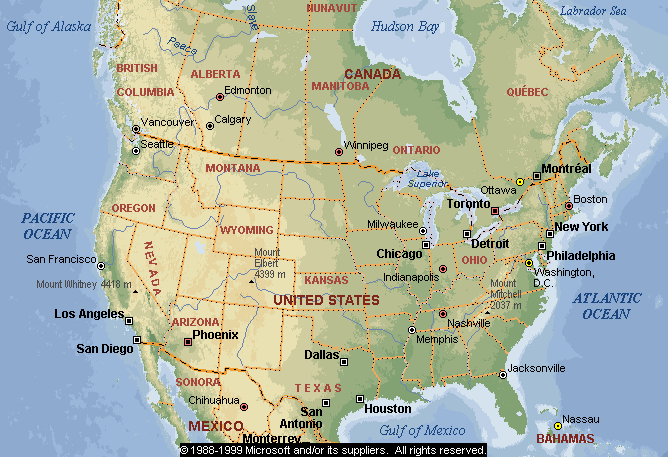 NUNAVUT
Labrador Sea
Gulf of Alaska
Hudson Bay
Slave
Peace
BRITISH
COLUMBIA
ALBERTA
CANADA
MANITOBA
Edmonton
QUÉBEC
Vancouver
Calgary
Seattle
Winnipeg
ONTARIO
MONTANA
Lake
Superior
Montréal
Ottawa
OREGON
Toronto
Boston
PACIFIC
OCEAN
WYOMING
Milwaukee
New York
Detroit
NEVADA
Mount
Elbert
4399 m
Chicago
OHIO
Philadelphia
San Francisco
Indianapolis
Washington,
D.C.
Mount Whitney 4418 m
KANSAS
Mount
Mitchell
2037 m
UNITED STATES
ATLANTIC
OCEAN
Los Angeles
ARIZONA
Nashville
Phoenix
Memphis
San Diego
Dallas
Jacksonville
SONORA
TEXAS
Chihuahua
San
Antonio
Houston
MEXICO
Nassau
Gulf of Mexico
Monterrey
BAHAMAS
© 1988-1999 Microsoft and/or its suppliers. All rights reserved.